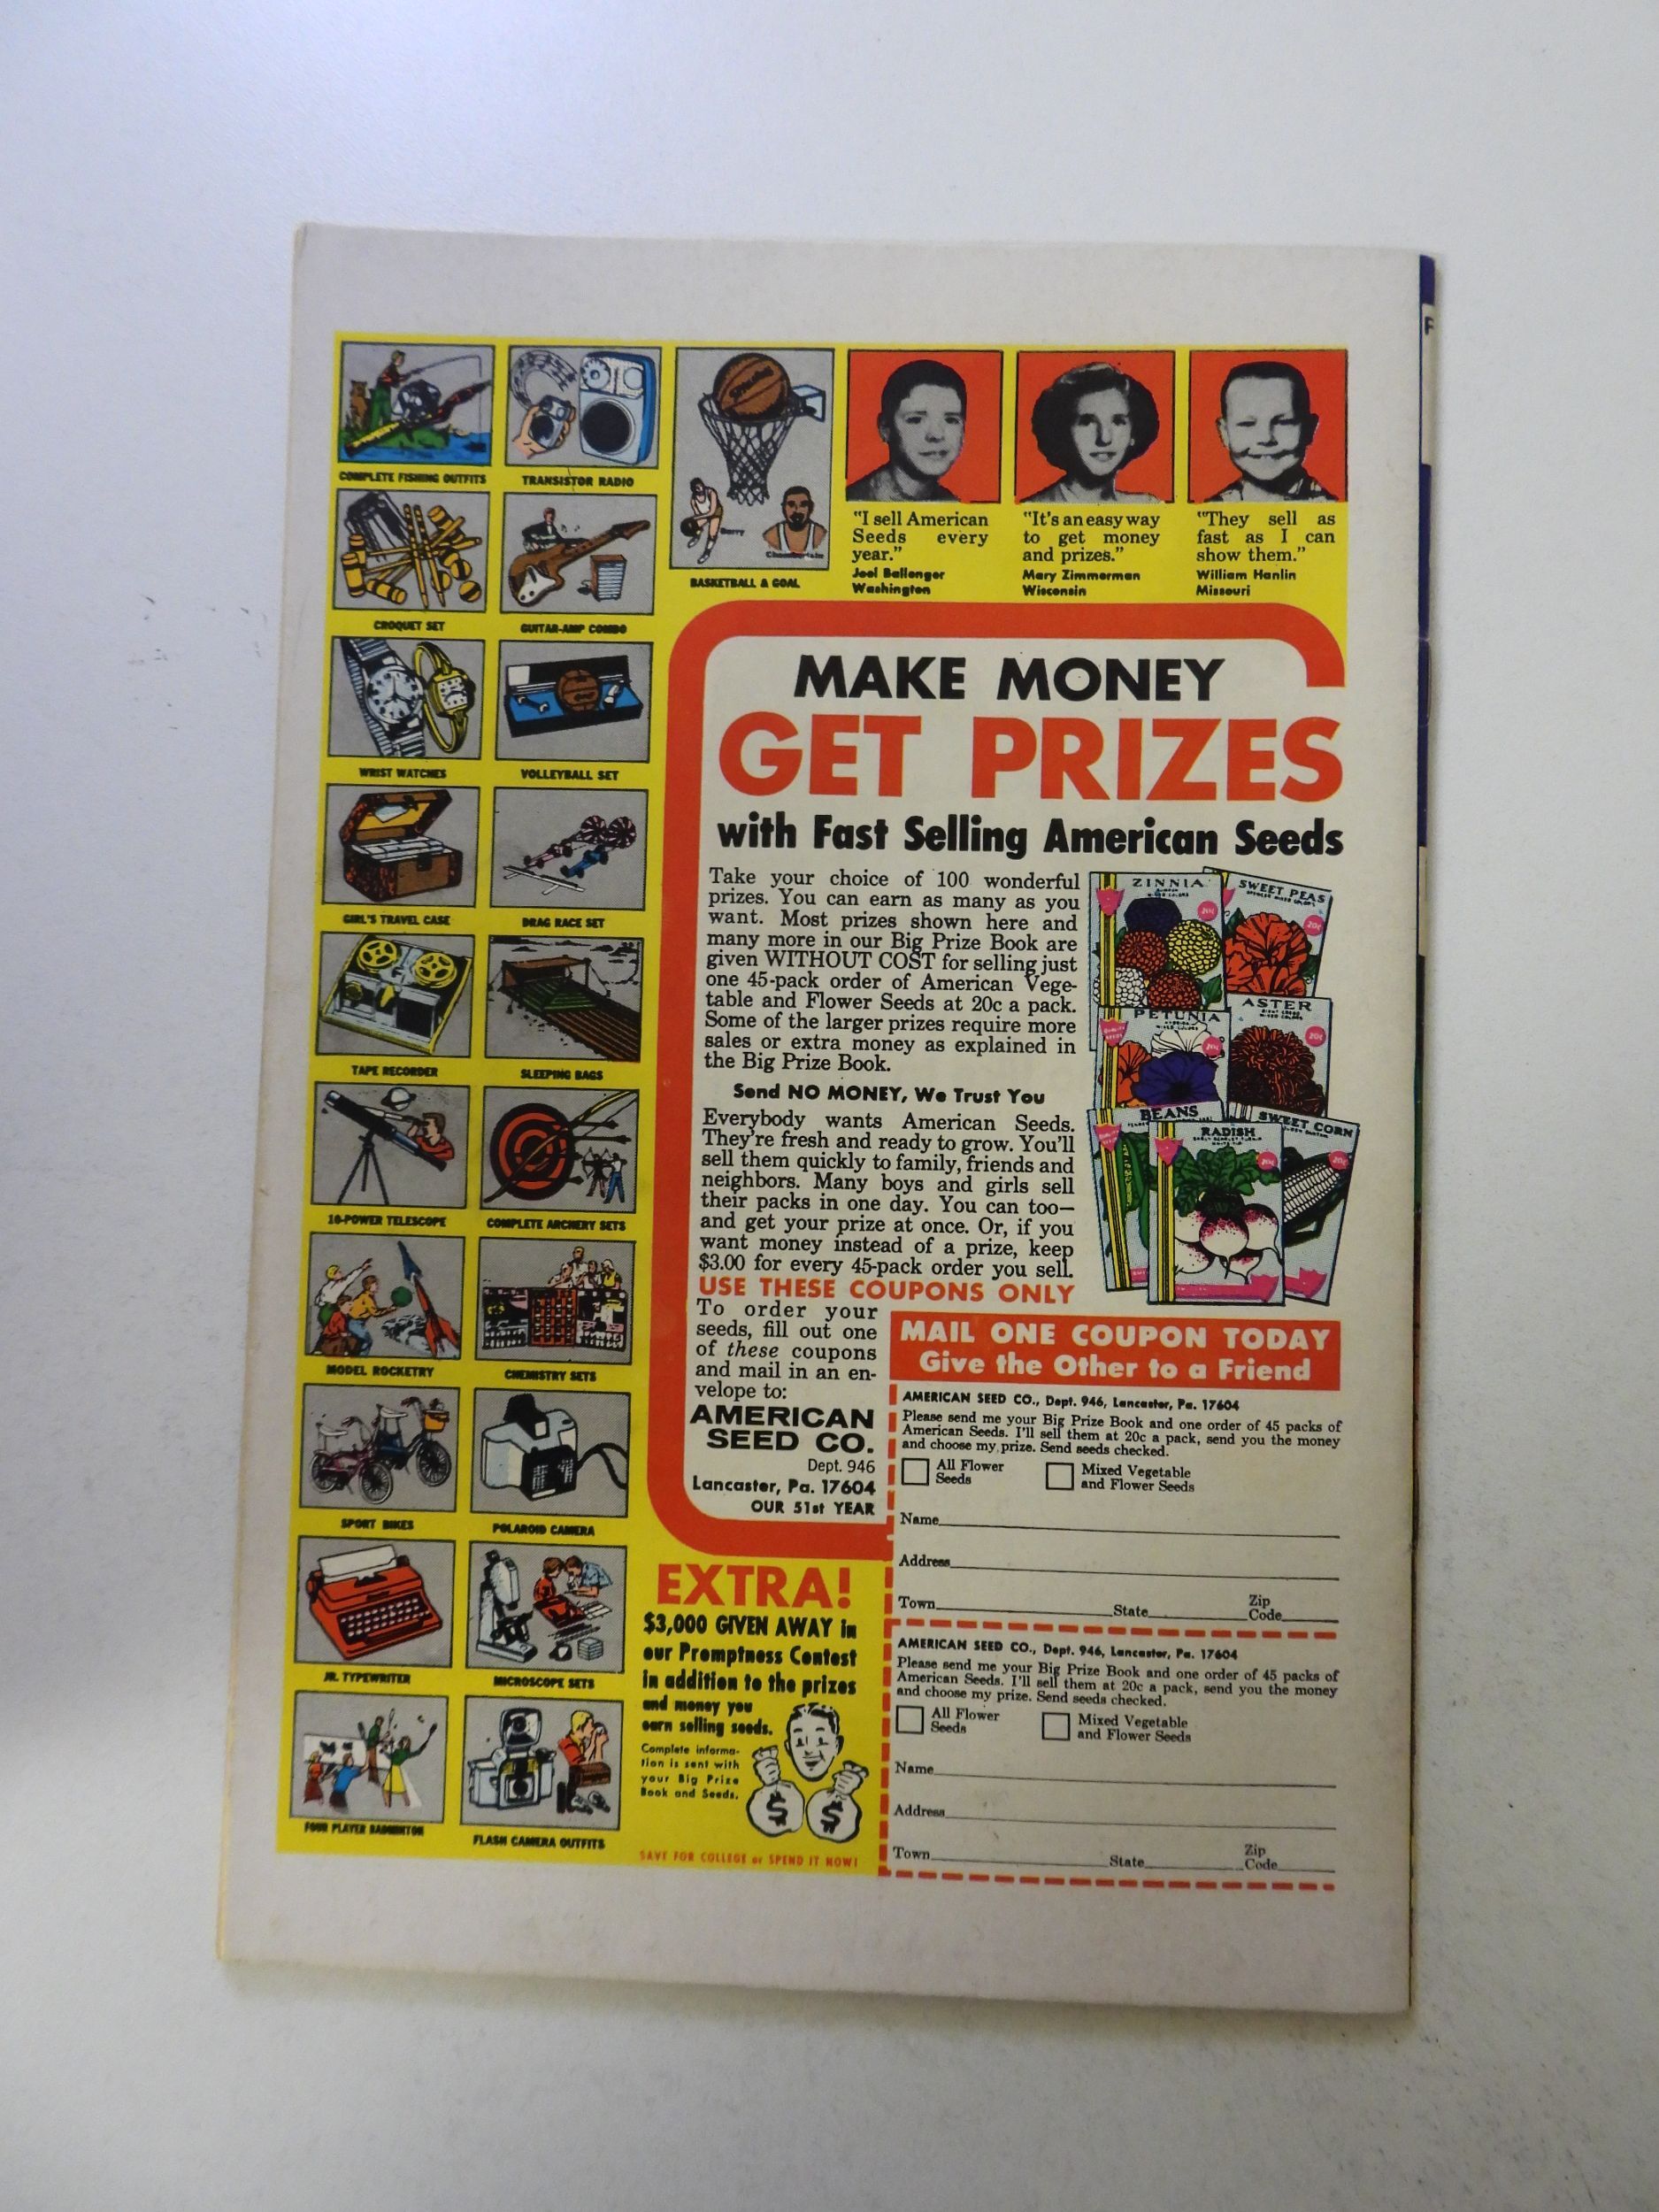 COMPLETE FISHING OUTFITS
TRANSISTOR RADIO
Barry
Chamberlain
BASKETBALL & GOAL
CROQUET SET
GUITAR-AMP COMBO
WRIST WATCHES
VOLLEYBALL SET
GIRL'S TRAVEL CASE
DRAG RACE SET
TAPE RECORDER
SLEEPING BAGS
10-POWER TELESCOPE
COMPLETE ARCHERY SETS
MODEL ROCKETRY
CHEMISTRY SETS
SPORT BIKES
POLAROID CAMERA
JR. TYPEWRITER
MICROSCOPE SETS
FOUR PLAYER BADMINTON
FLASH CAMERA OUTFITS
"I sell American
Seeds every
year."
Joel Ballenger
Washington
"It's an easy way
to get money
and prizes."
Mary Zimmerman
Wisconsin
"They sell as
fast as I can
show them."
William Hanlin
Missouri
MAKE MONEY
GET PRIZES
with Fast Selling American Seeds
Take your choice of 100 wonderful
prizes. You can earn as many as you
want. Most prizes shown here and
many more in our Big Prize Book are
given WITHOUT COST for selling just
one 45-pack order of American Vege-
table and Flower Seeds at 20c a pack.
Some of the larger prizes require more
sales or extra money as explained in
the Big Prize Book.
Send NO MONEY, We Trust You
Everybody wants American Seeds.
They're fresh and ready to grow. You'll
sell them quickly to family, friends and
neighbors. Many boys and girls sell
their packs in one day. You can too—
and get your prize at once. Or, if you
want money instead of a prize, keep
$3.00 for every 45-pack order you sell.
USE THESE COUPONS ONLY
ZINNIA
20¢
SWEET PEAS
20¢
PETUNIA
20¢
ASTER
20¢
BEANS
RADISH
20¢
SWEET CORN
20¢
To order your
seeds, fill out one
of these coupons
and mail in an en-
velope to:
AMERICAN
SEED CO.
Dept. 946
Lancaster, Pa. 17604
OUR 51st YEAR
MAIL ONE COUPON TODAY
Give the Other to a Friend
AMERICAN SEED CO., Dept. 946, Lancaster, Pa. 17604
Please send me your Big Prize Book and one order of 45 packs of
American Seeds. I'll sell them at 20c a pack, send you the money
and choose my prize. Send seeds checked.
All Flower
Seeds
Mixed Vegetable
and Flower Seeds
Name
Address
Town State Zip
Code
AMERICAN SEED CO., Dept. 946, Lancaster, Pa. 17604
Please send me your Big Prize Book and one order of 45 packs of
American Seeds. I'll sell them at 20c a pack, send you the money
and choose my prize. Send seeds checked.
All Flower
Seeds
Mixed Vegetable
and Flower Seeds
Name
Address
Town State Zip
Code
EXTRA!
$3,000 GIVEN AWAY in
our Promptness Contest
in addition to the prizes
and money you
earn selling seeds.
Complete informa-
tion is sent with
your Big Prize
Book and Seeds.
$ $
SAVE FOR COLLEGE or SPEND IT NOW!